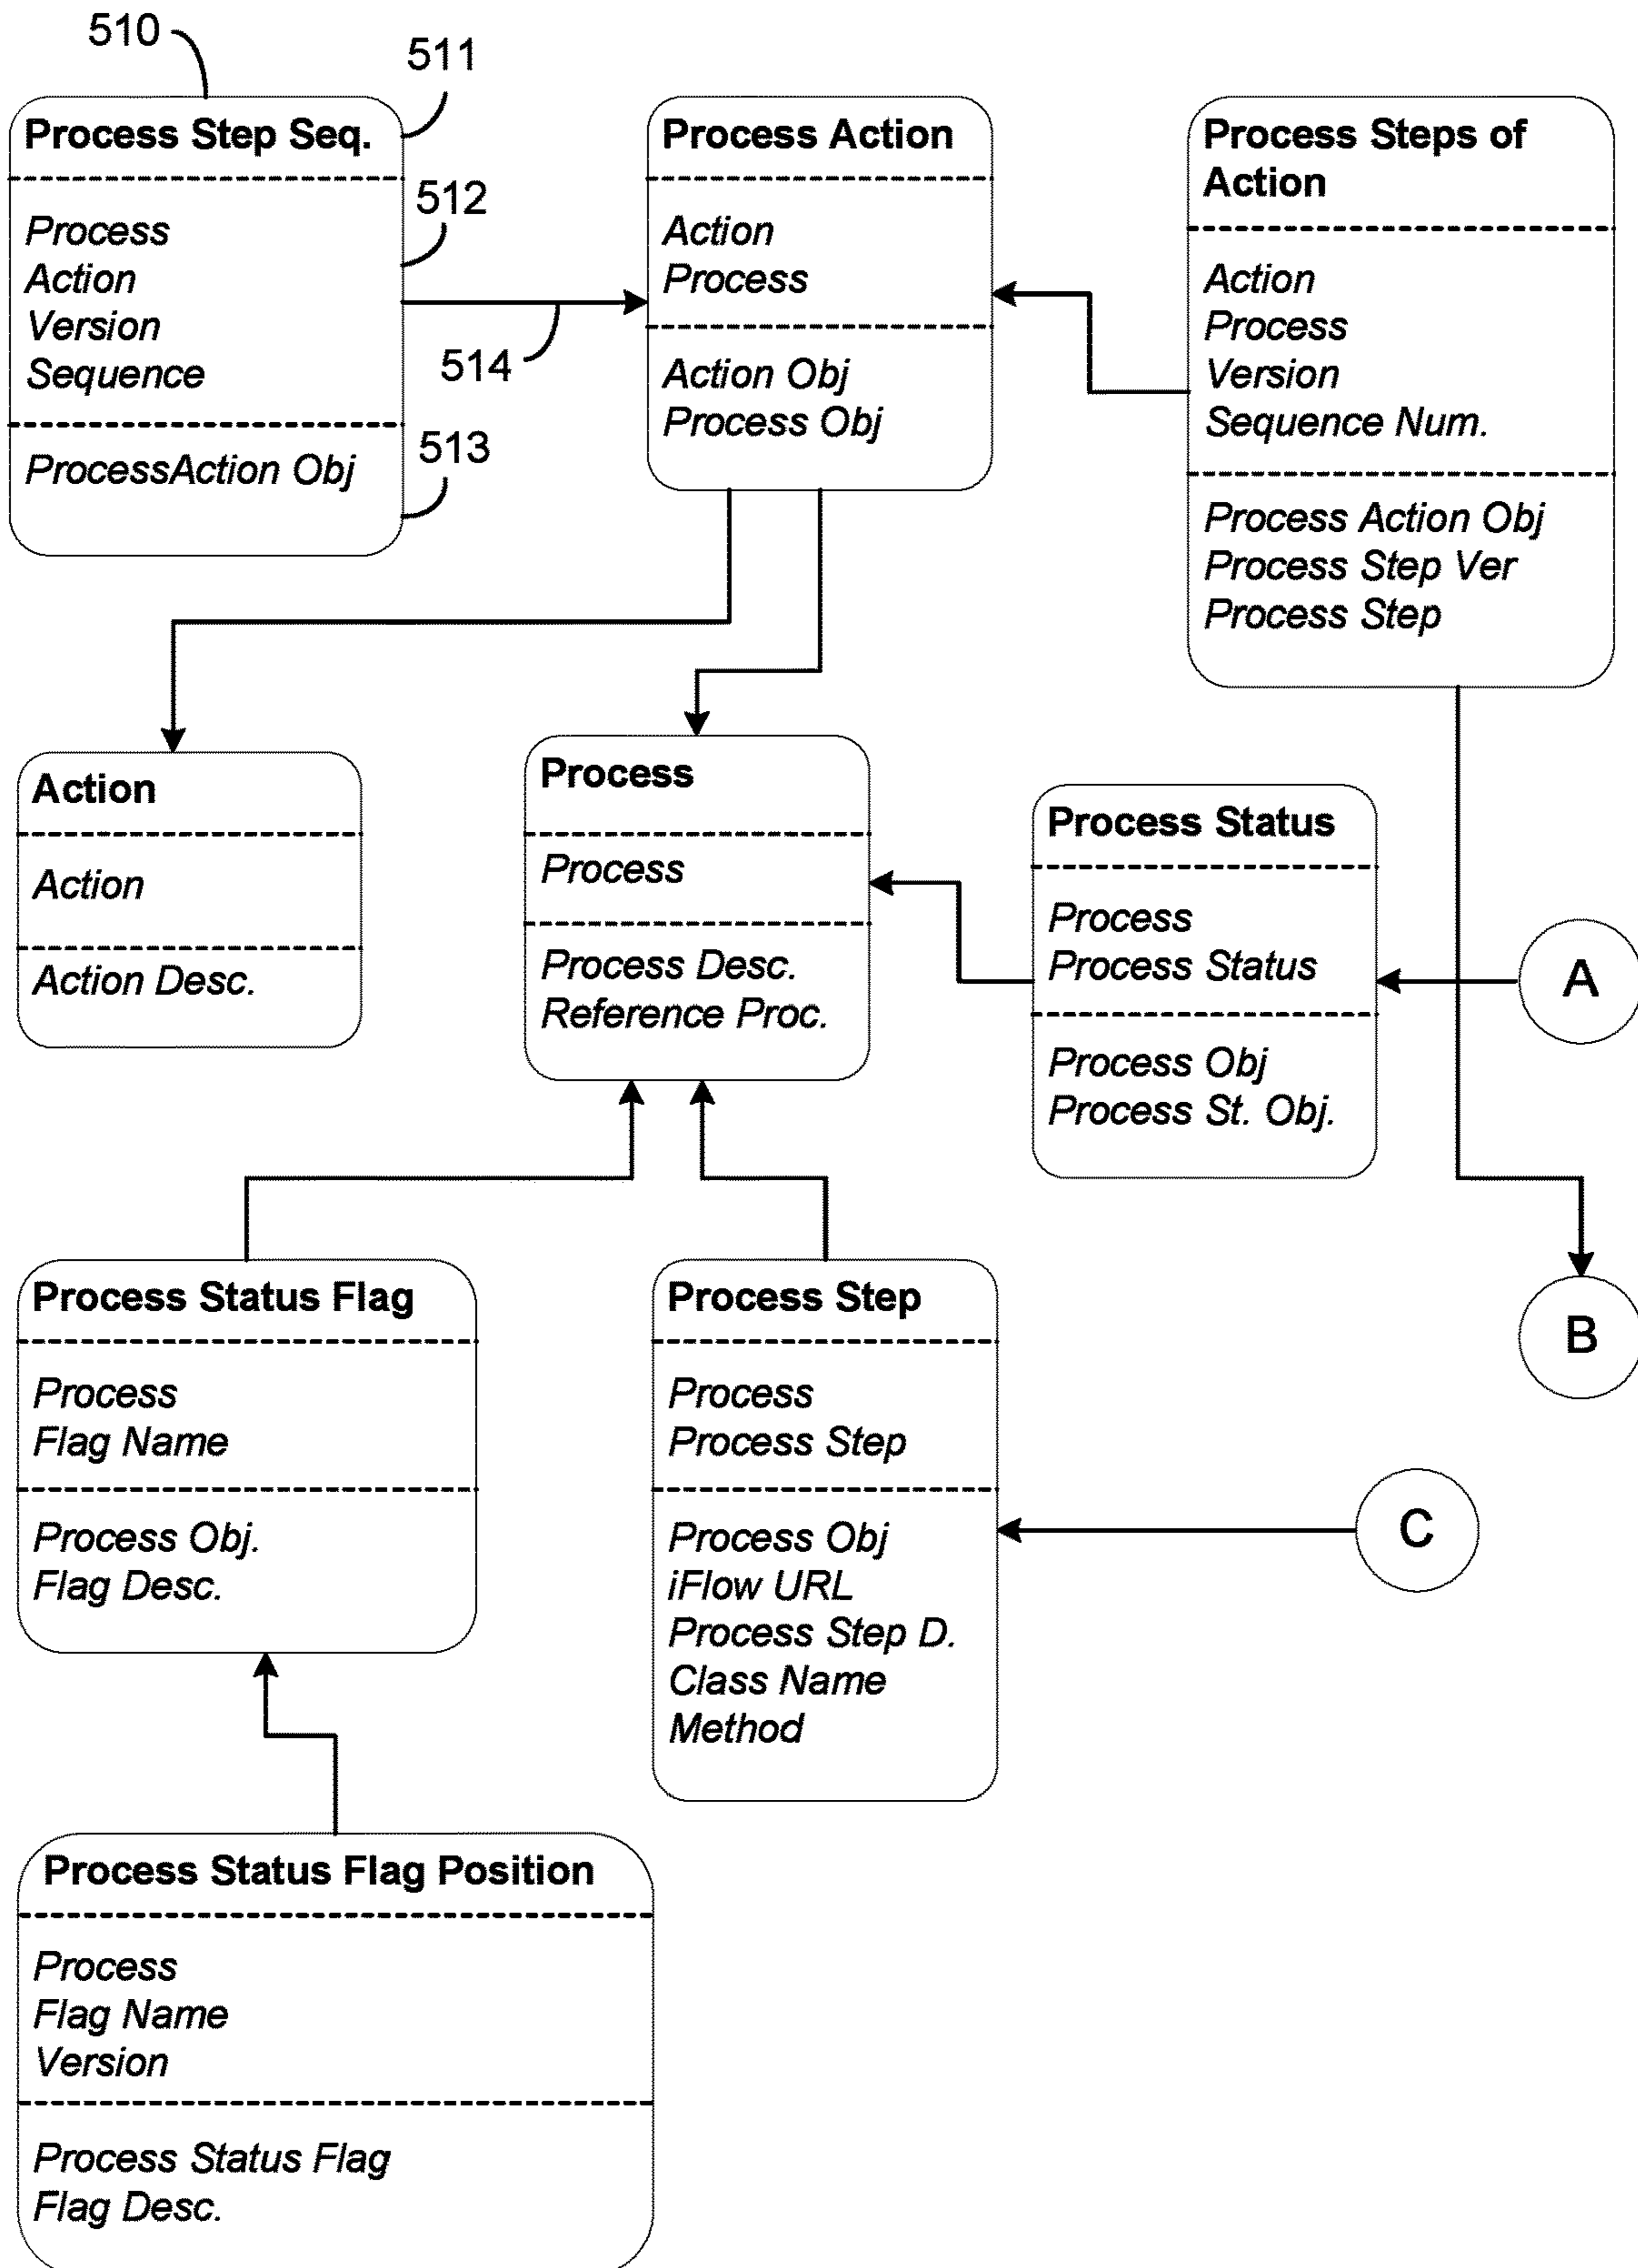 510
511
Process Step Seq.
512
Process
Action
Version
Sequence
514
513
ProcessAction Obj
Process Action
Action
Process
Action Obj
Process Obj
Process Steps of
Action
Action
Process
Version
Sequence Num.
Process Action Obj
Process Step Ver
Process Step
Action
Action
Action Desc.
Process
Process
Process Desc.
Reference Proc.
Process Status
Process
Process Status
Process Obj
Process St. Obj.
A
B
Process Status Flag
Process
Flag Name
Process Obj.
Flag Desc.
Process Step
Process
Process Step
Process Obj
iFlow URL
Process Step D.
Class Name
Method
C
Process Status Flag Position
Process
Flag Name
Version
Process Status Flag
Flag Desc.